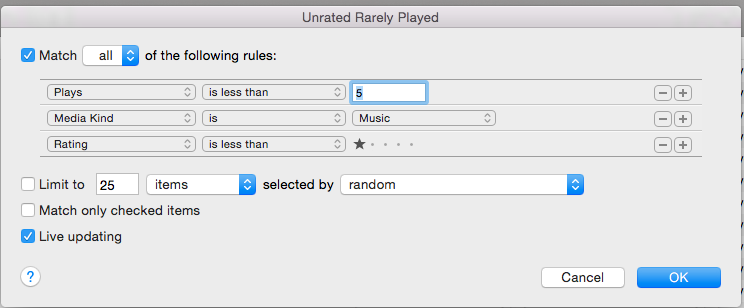 Unrated Rarely Played
Match all of the following rules:
Plays is less than 5
Media Kind is Music
Rating is less than
Limit to 25 items selected by random
Match only checked items
Live updating
? Cancel OK